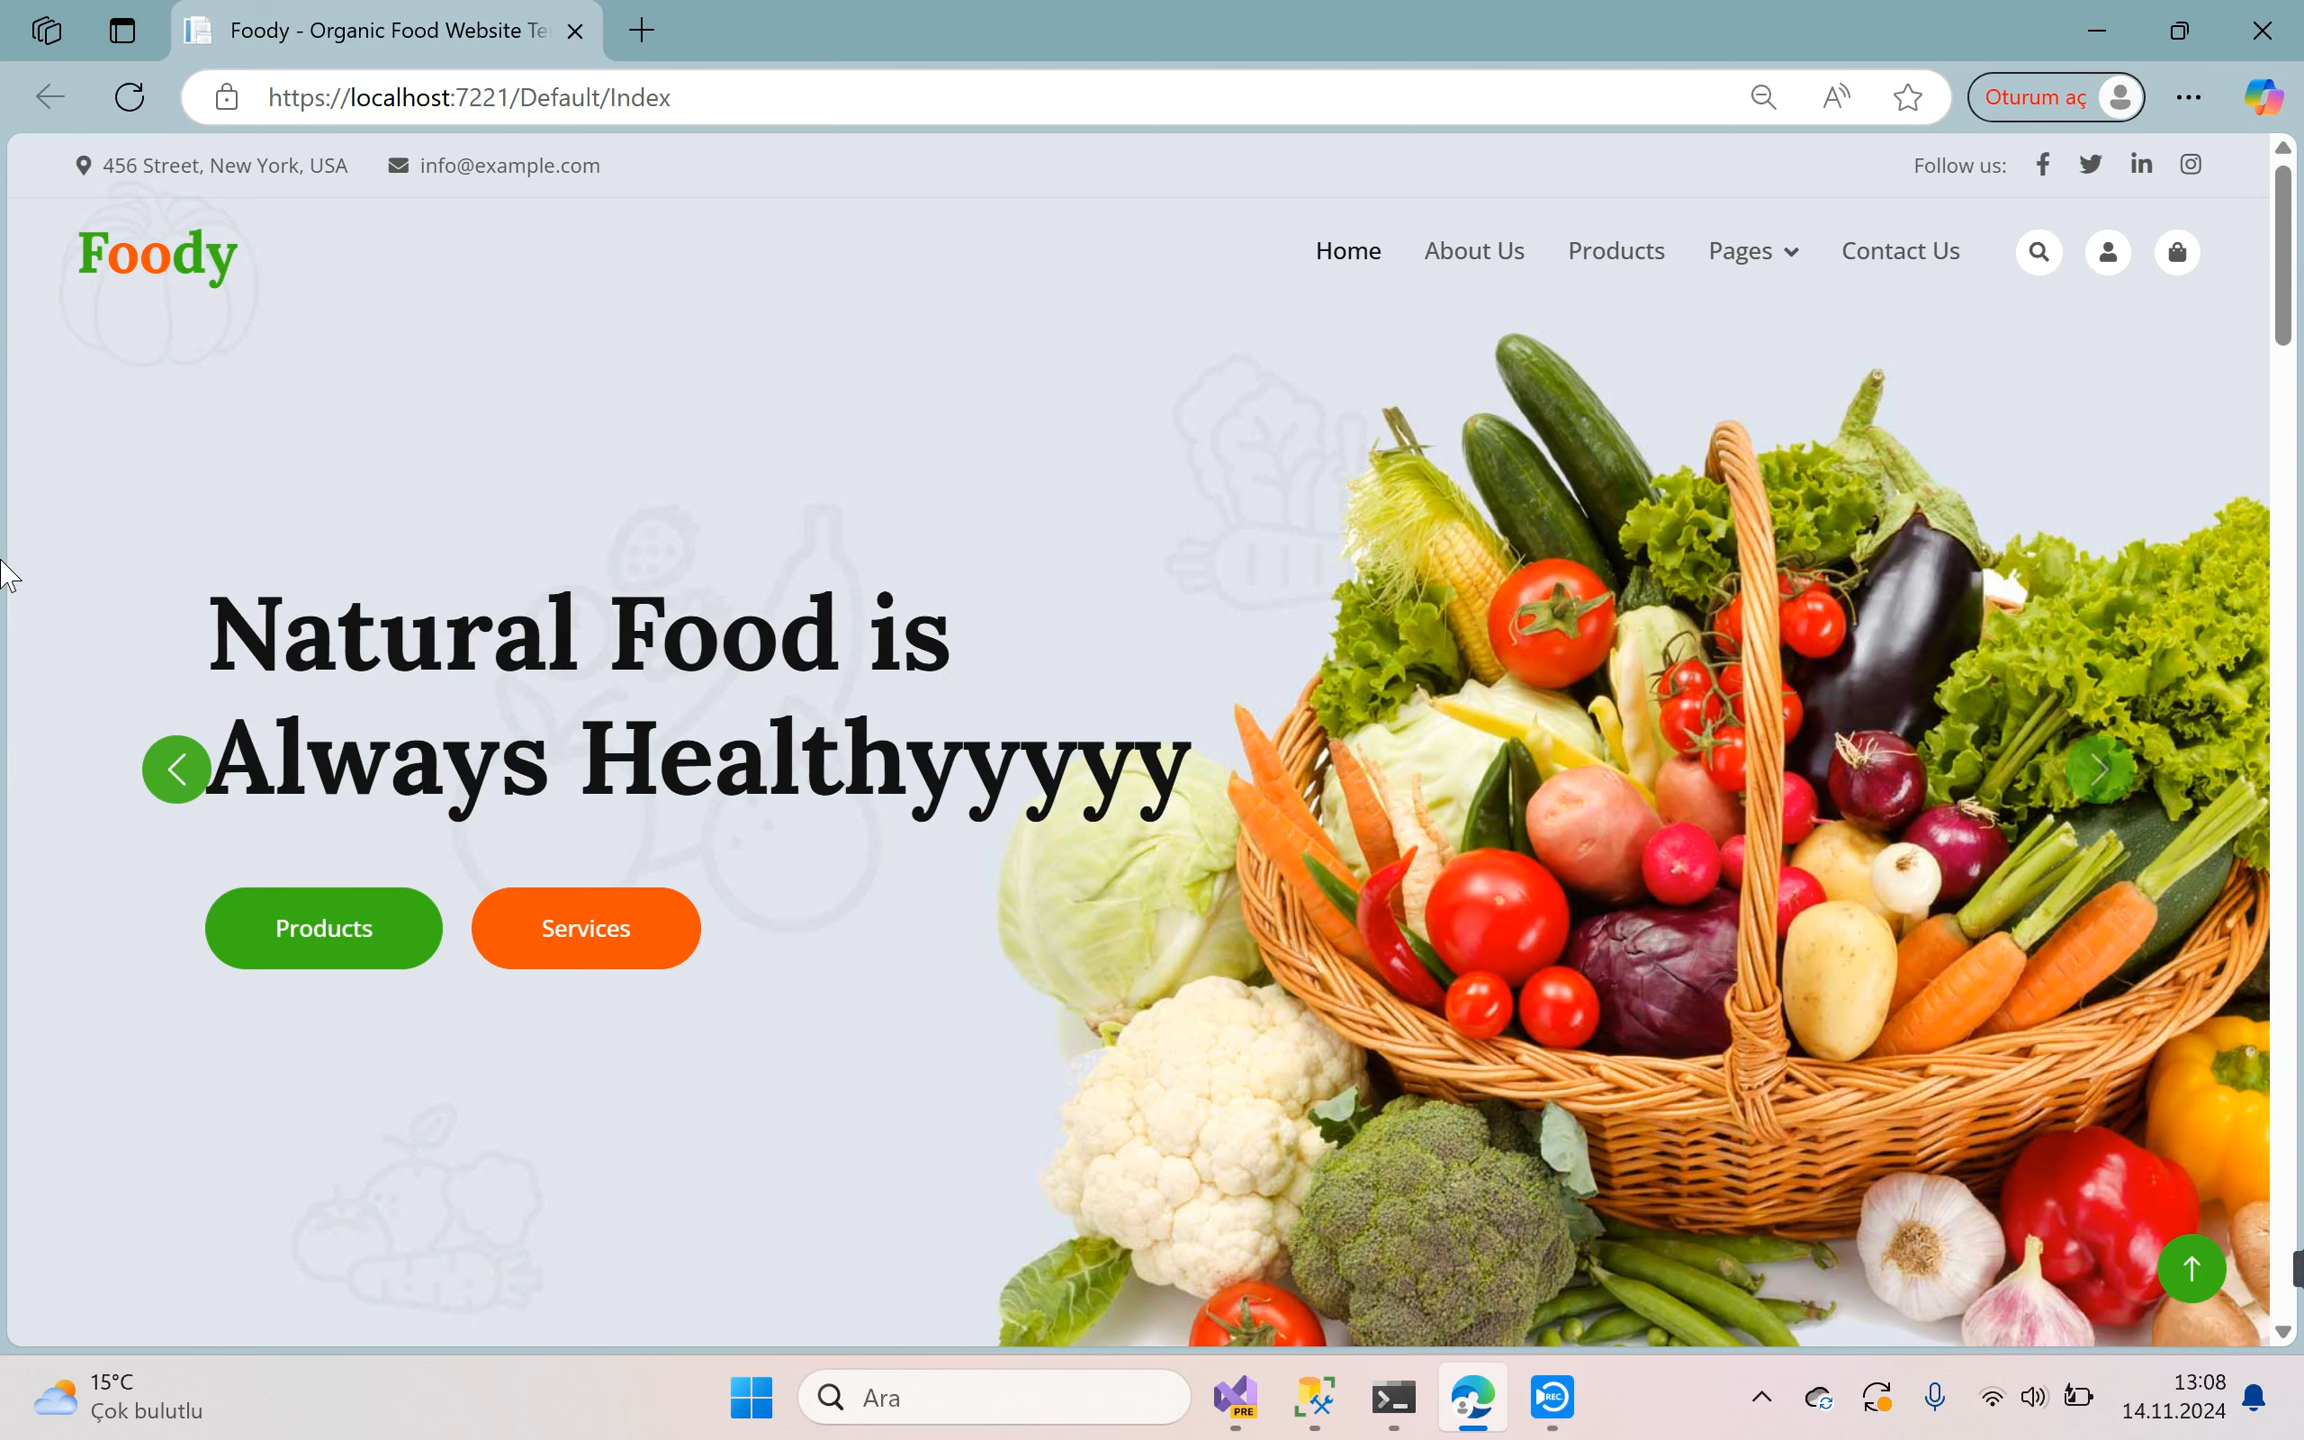 Foody - Organic Food Website Te
https://localhost:7221/Default/Index
Oturum aç
456 Street, New York, USA
info@example.com
Follow us:
Foody
Home
About Us
Products
Pages
Contact Us
Natural Food is
Always Healthyyyyy
Products
Services
15°C
Çok bulutlu
Ara
PRE
REC
13:08
14.11.2024